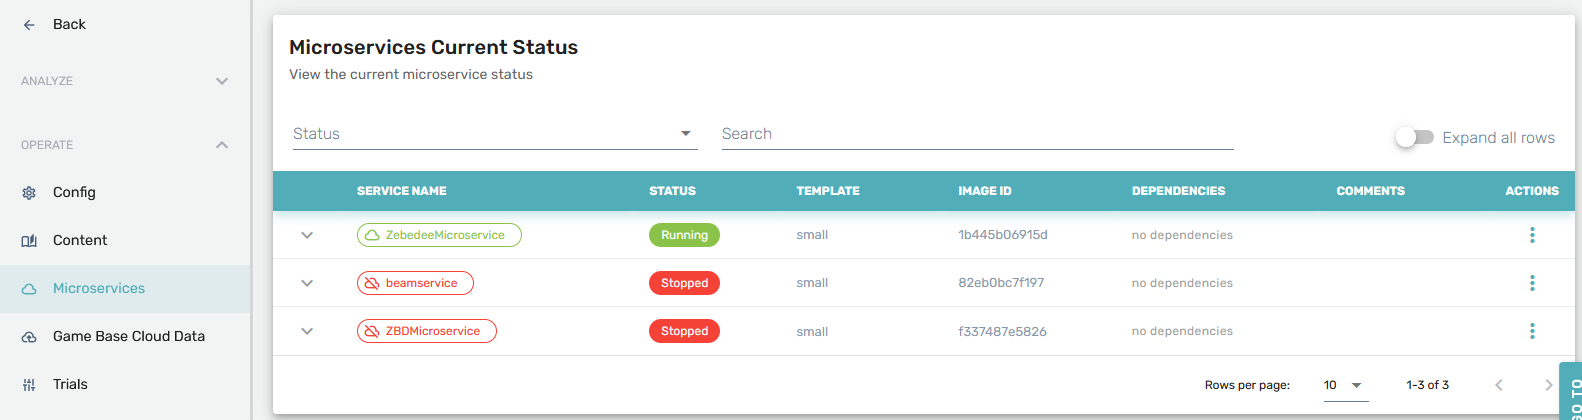 Back
ANALYZE
OPERATE
Config
Content
Microservices
Game Base Cloud Data
Trials
Microservices Current Status
View the current microservice status
Status
Search
Expand all rows
SERVICE NAME STATUS TEMPLATE IMAGE ID DEPENDENCIES COMMENTS ACTIONS
ZebedeeMicroservice Running small 1b445b06915d no dependencies
beamservice Stopped small 82eb0bc7f197 no dependencies
ZBDMicroservice Stopped small f337487e5826 no dependencies
Rows per page: 10 1-3 of 3
GO TO